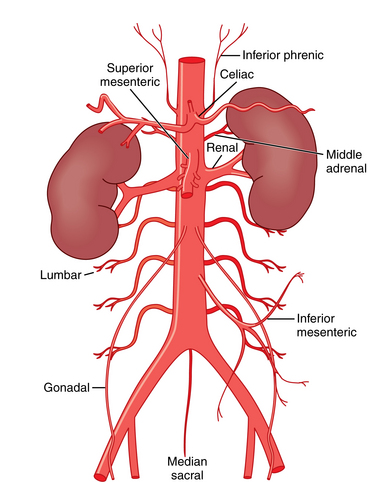 Inferior phrenic
Superior
mesenteric
Celiac
Renal
Middle
adrenal
Lumbar
Inferior
mesenteric
Gonadal
Median
sacral